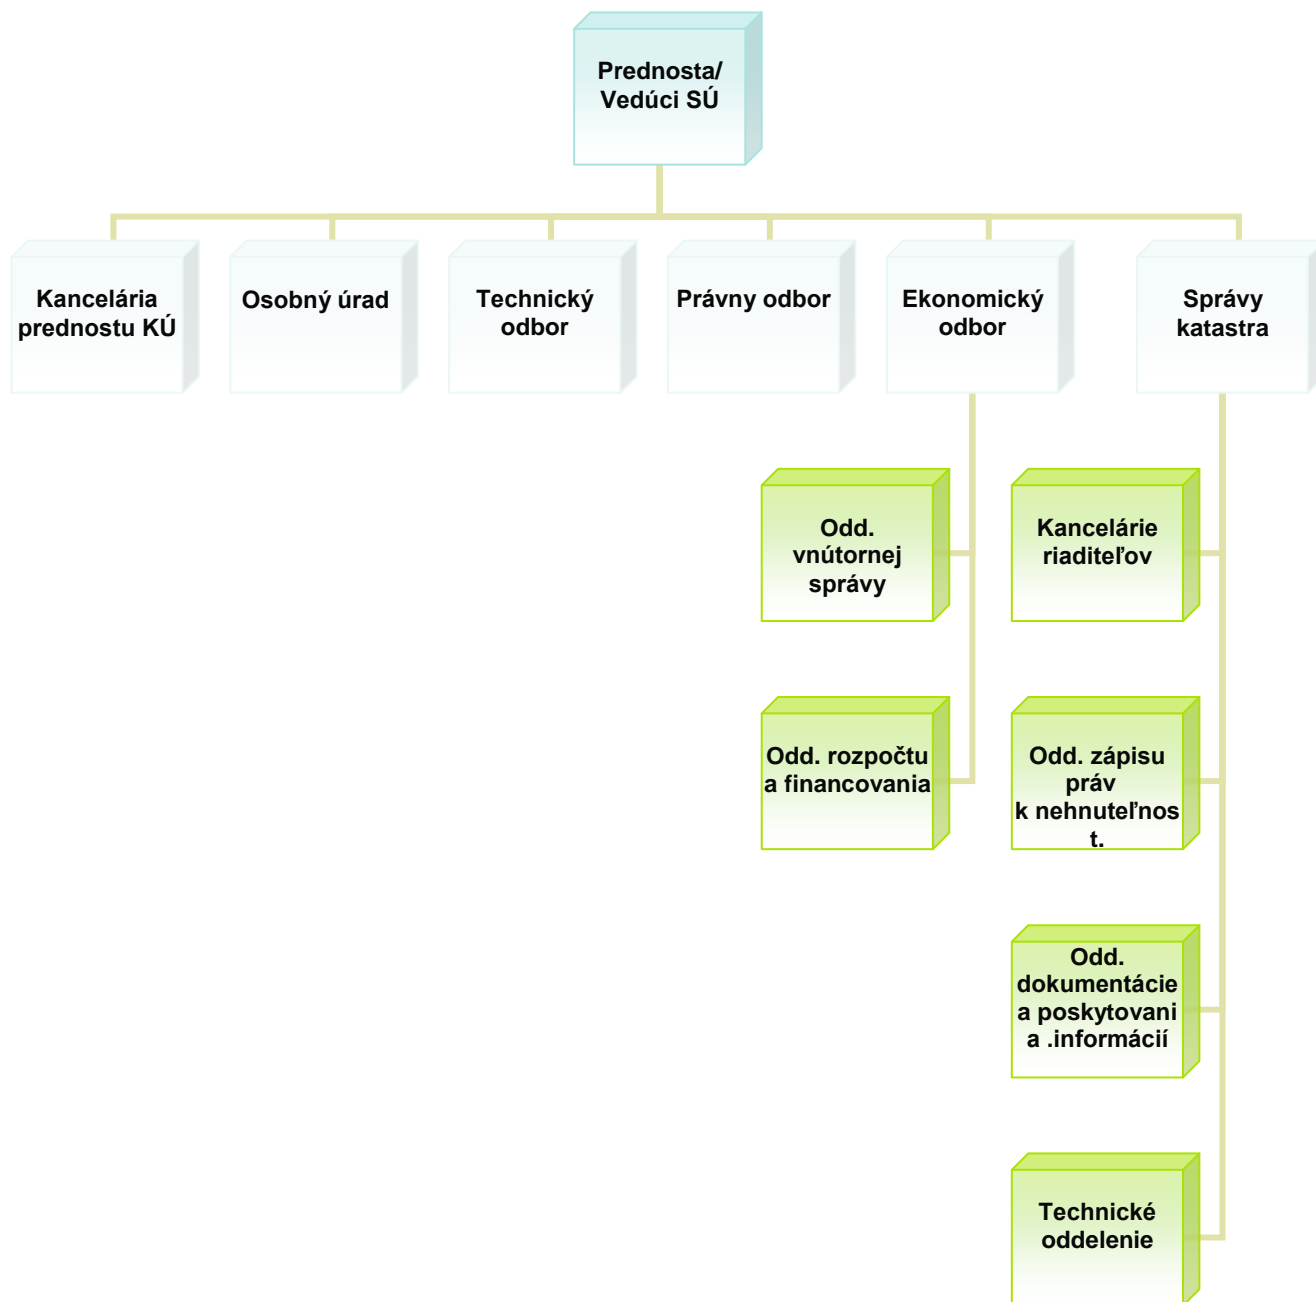 Prednosta/
Vedúci SÚ
Kancelária
prednostu KÚ
Osobný úrad
Technický
odbor
Právny odbor
Ekonomický
odbor
Správy
katastra
Odd.
vnútornej
správy
Kancelárie
riaditeľov
Odd. rozpočtu
a financovania
Odd. zápisu
práv
k nehnuteľnos
t.
Odd.
dokumentácie
a poskytovani
a .informácií
Technické
oddelenie